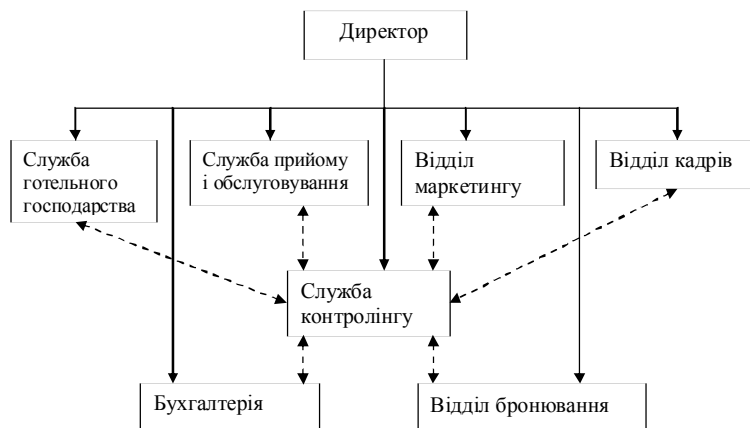 Директор
Служба
готельного
господарства
Служба прийому
і обслуговування
Відділ
маркетингу
Відділ кадрів
Служба
контролінгу
Бухгалтерія
Відділ бронювання